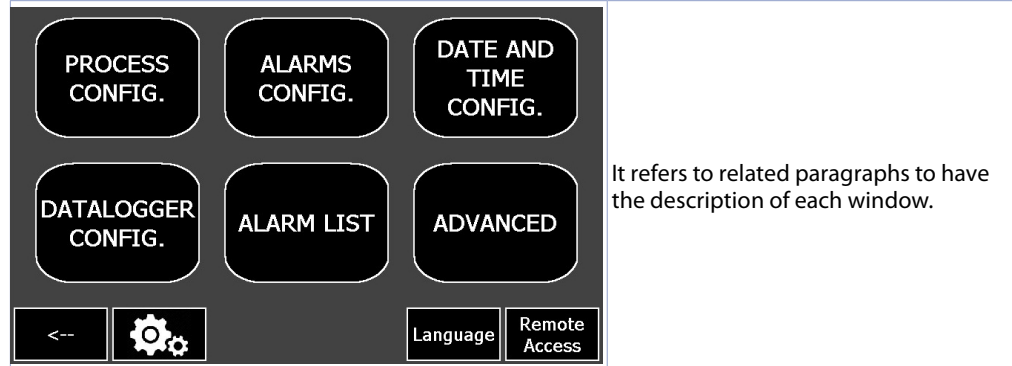 PROCESS
CONFIG.
ALARMS
CONFIG.
DATE AND
TIME
CONFIG.
DATALOGGER
CONFIG.
ALARM LIST
ADVANCED
<--
Language
Remote
Access
It refers to related paragraphs to have
the description of each window.